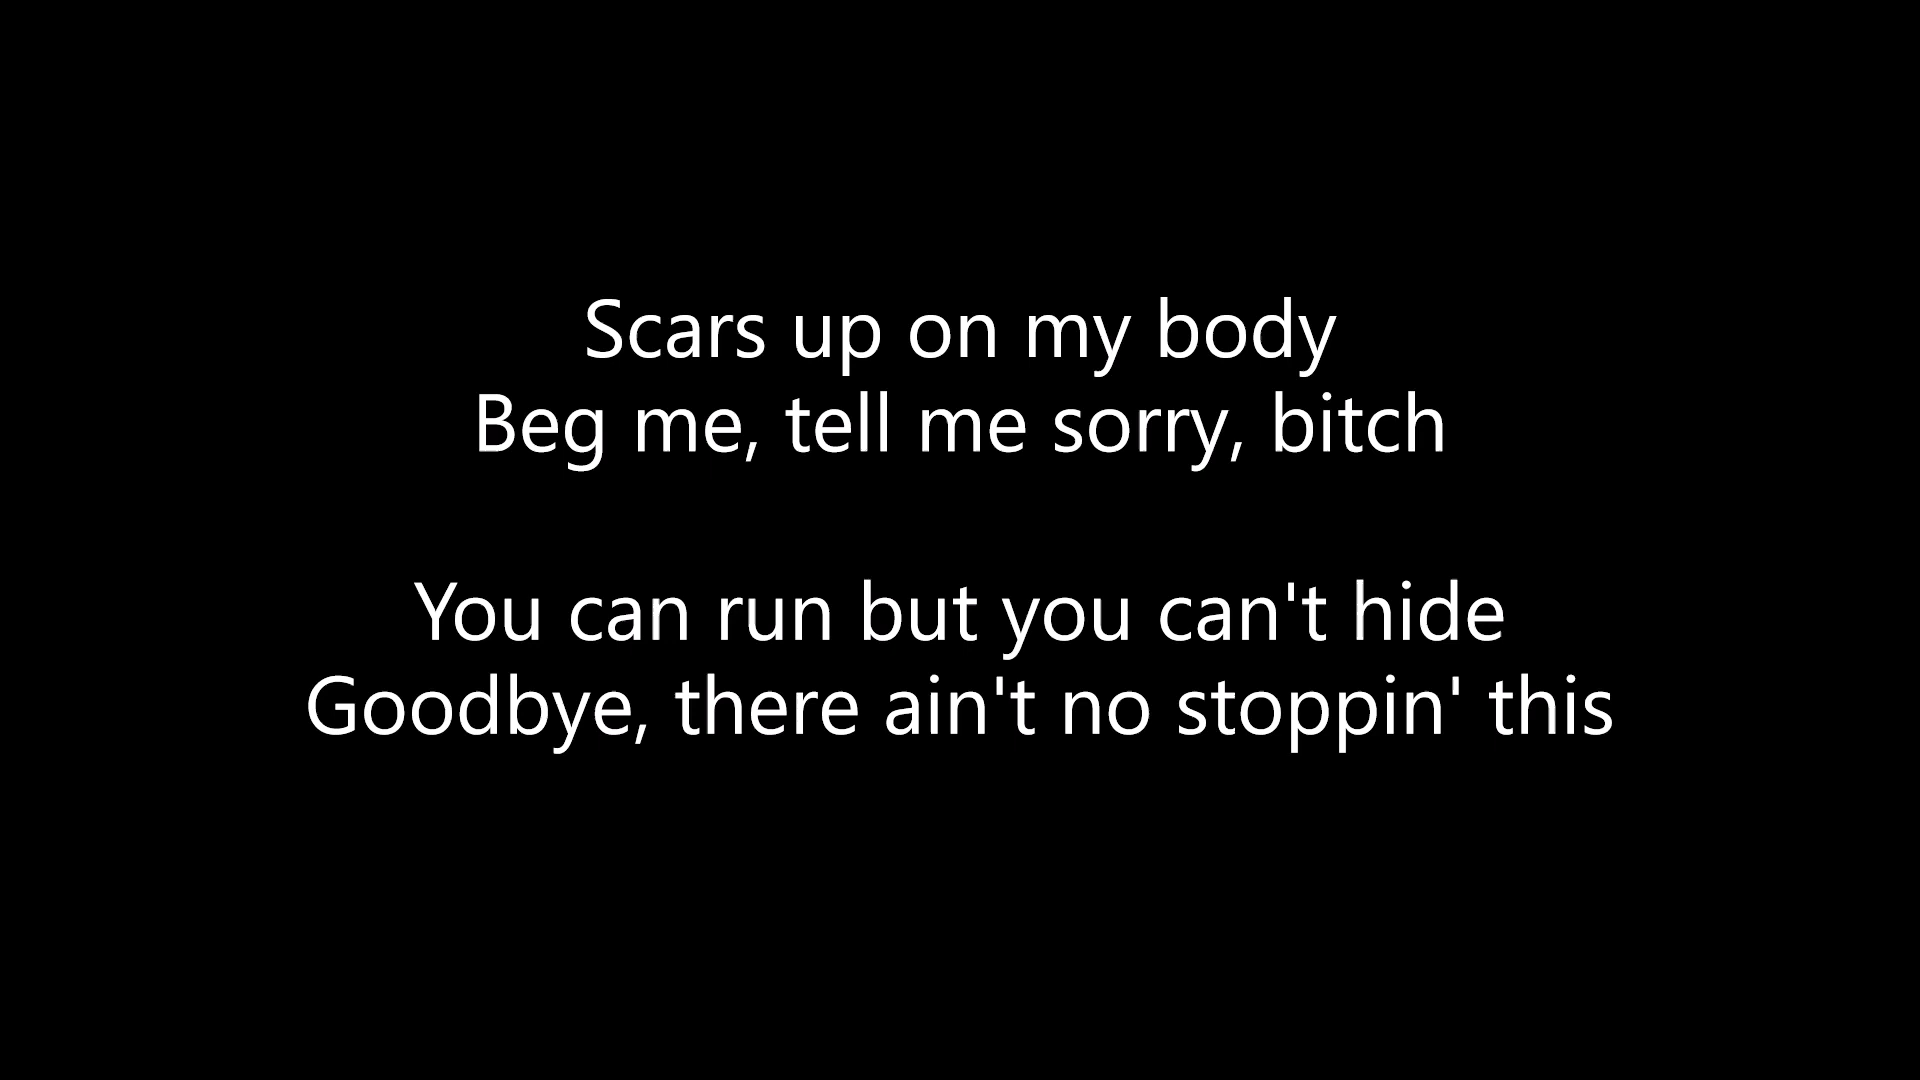 Scars up on my body
Beg me, tell me sorry, bitch
You can run but you can't hide
Goodbye, there ain't no stoppin' this